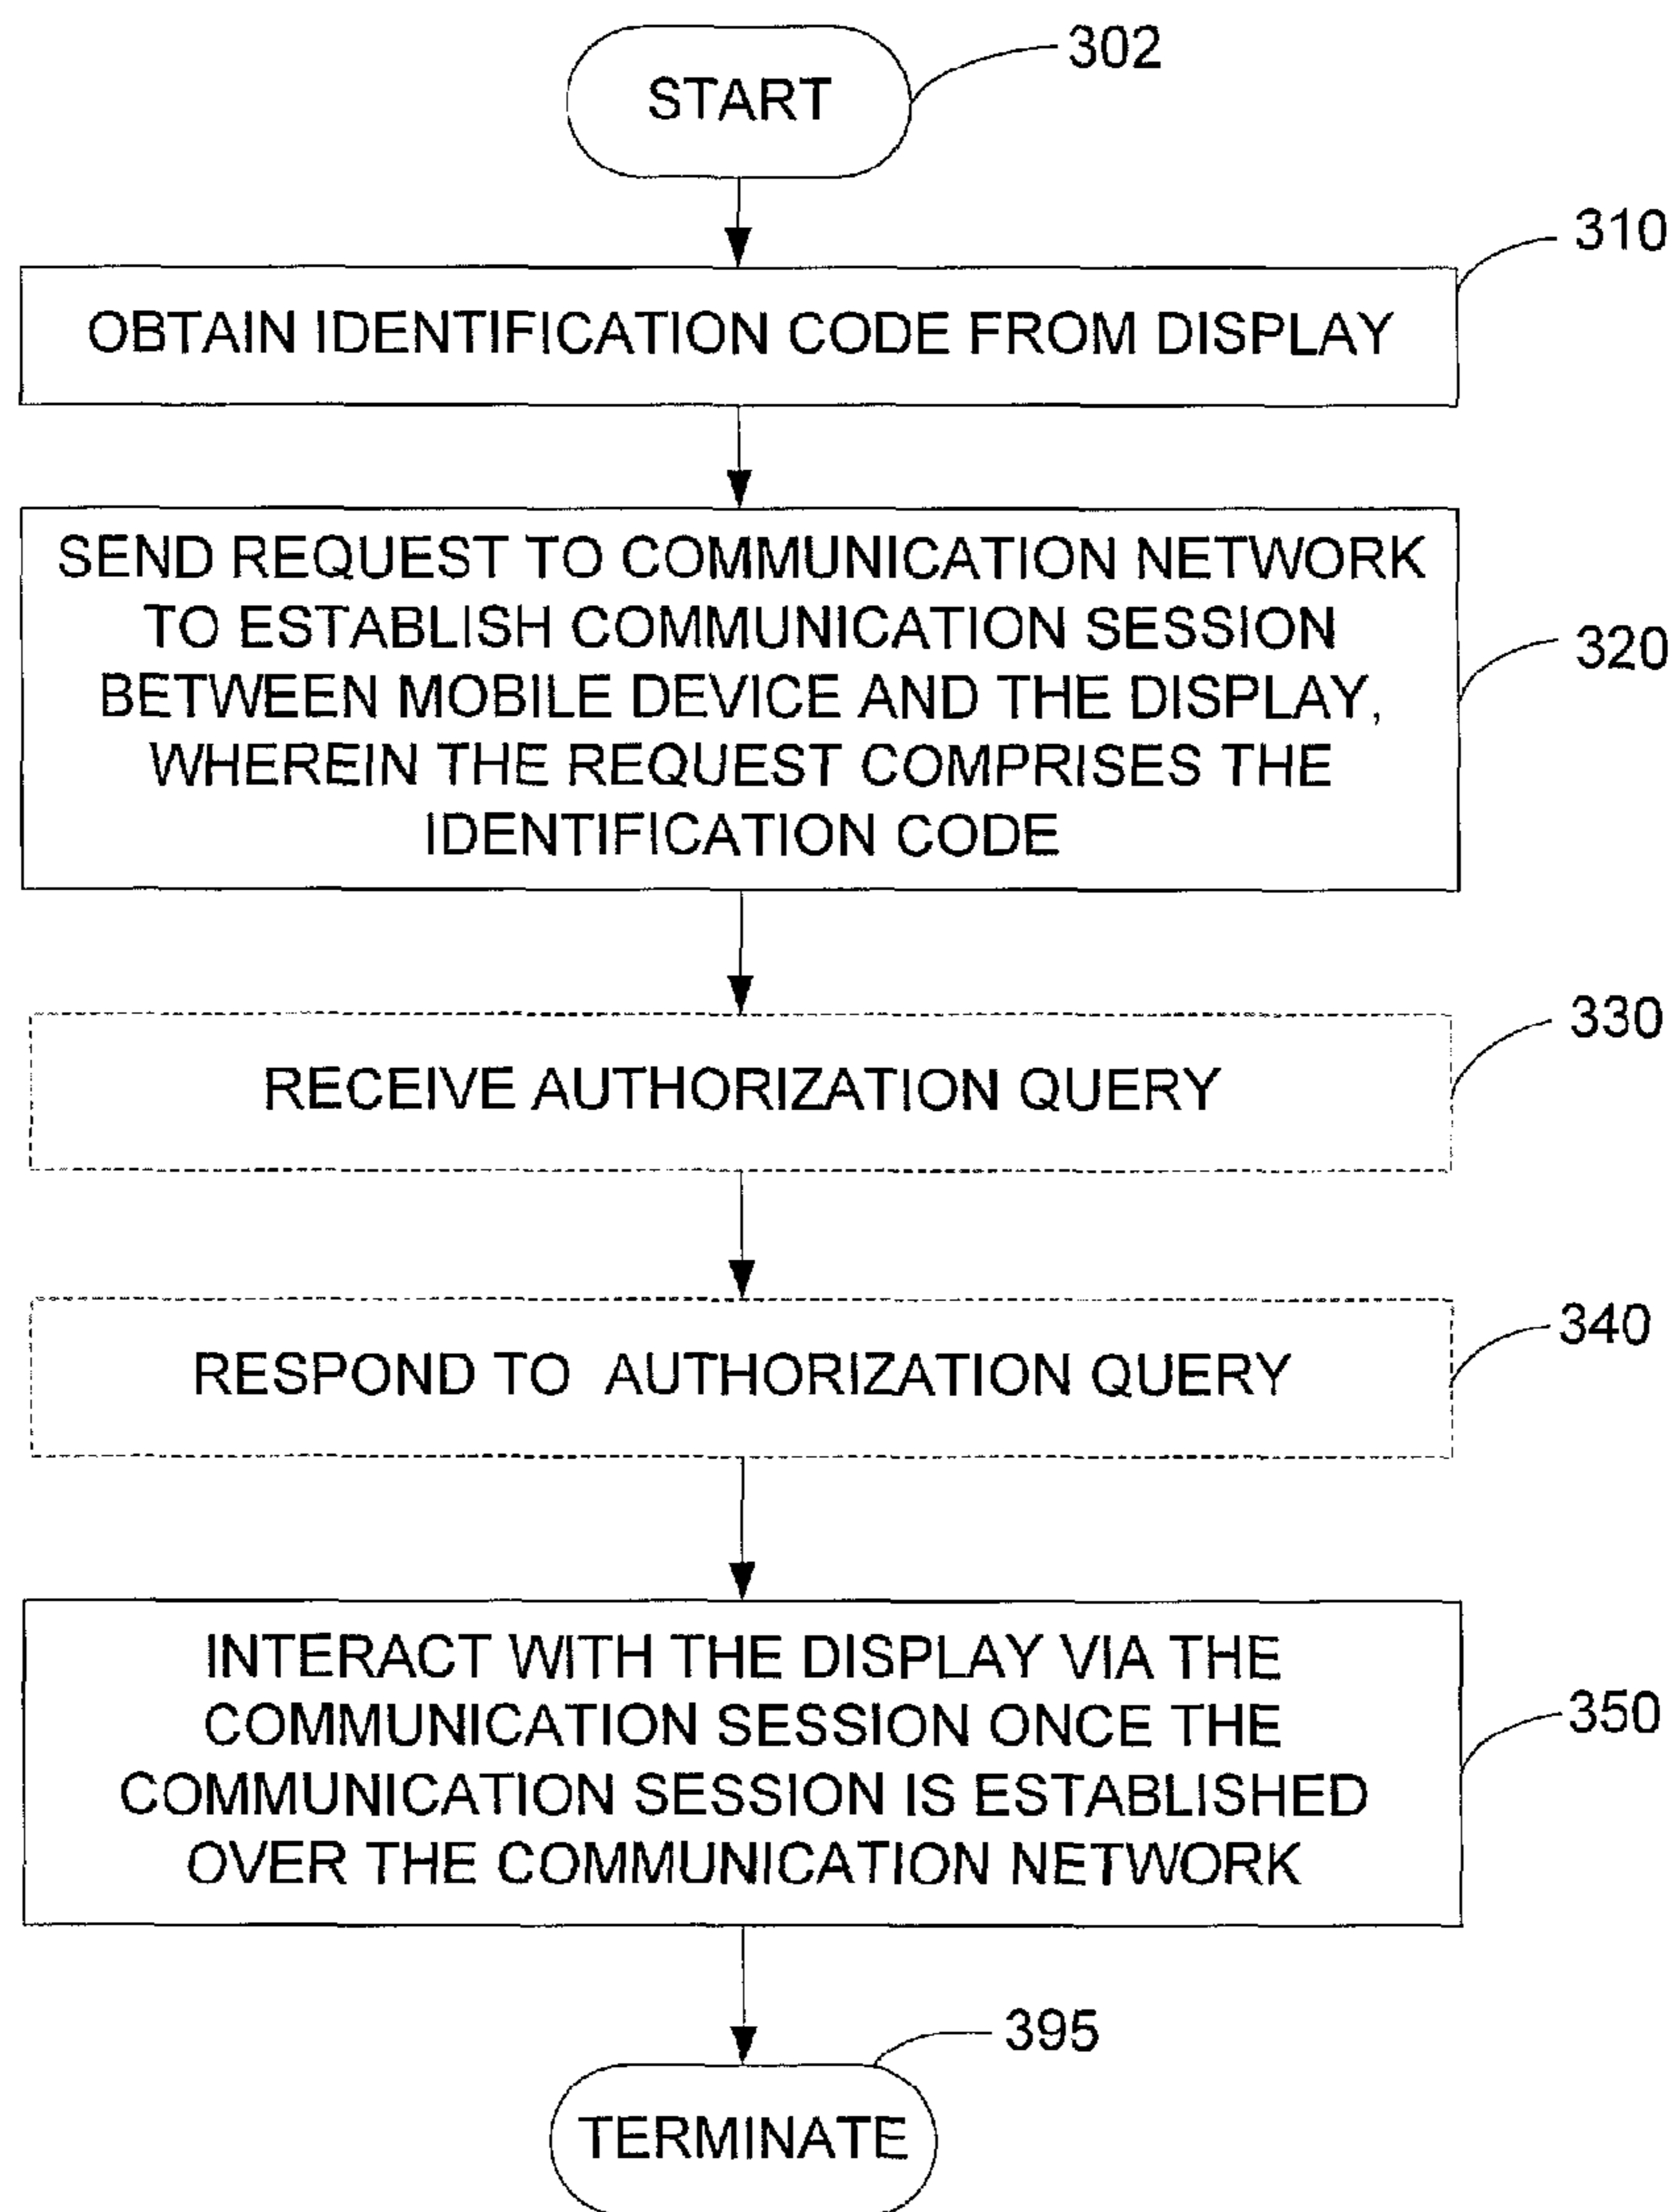 START
302
310
OBTAIN IDENTIFICATION CODE FROM DISPLAY
SEND REQUEST TO COMMUNICATION NETWORK
TO ESTABLISH COMMUNICATION SESSION
BETWEEN MOBILE DEVICE AND THE DISPLAY,
WHEREIN THE REQUEST COMPRISES THE
IDENTIFICATION CODE
320
330
RECEIVE AUTHORIZATION QUERY
340
RESPOND TO AUTHORIZATION QUERY
INTERACT WITH THE DISPLAY VIA THE
COMMUNICATION SESSION ONCE THE
COMMUNICATION SESSION IS ESTABLISHED
OVER THE COMMUNICATION NETWORK
350
395
TERMINATE